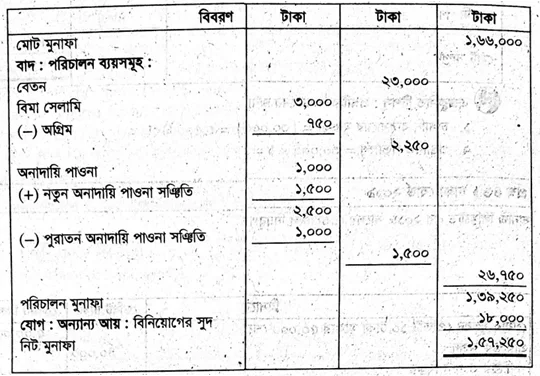 বিবরণ টাকা টাকা টাকা
মোট মুনাফা ১,৬৬,০০০
বাদ : পরিচালন ব্যয়সমূহ :
বেতন ২৩,০০০
বিমা সেলামি ৩,০০০
(−) অগ্রিম ৭৫০
২,২৫০
অনাদায়ি পাওনা ১,০০০
(+) নতুন অনাদায়ি পাওনা সঞ্চিতি ১,৫০০
২,৫০০
(−) পুরাতন অনাদায়ি পাওনা সঞ্চিতি ১,০০০
১,৫০০
২৬,৭৫০
পরিচালন মুনাফা ১,৩৯,২৫০
যোগ : অন্যান্য আয় : বিনিয়োগের সুদ ১৮,০০০
নিট মুনাফা ১,৫৭,২৫০